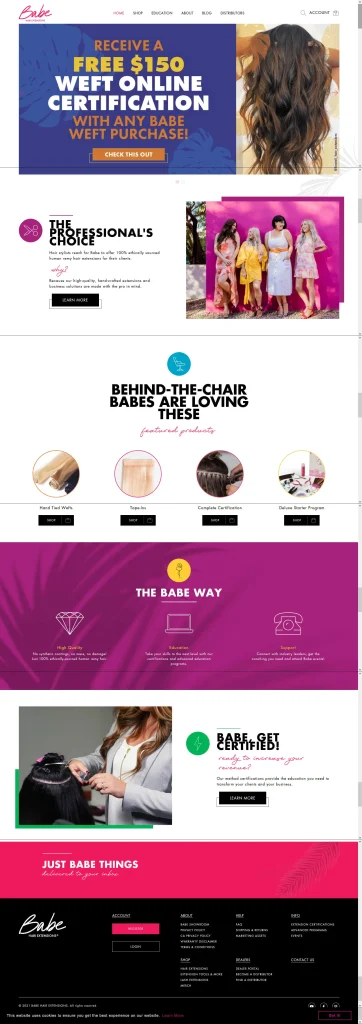 Babe
HAIR EXTENSIONS
HOME SHOP EDUCATION ABOUT BLOG DISTRIBUTORS
ACCOUNT
RECEIVE A
FREE $150
WEFT ONLINE
CERTIFICATION
WITH ANY BABE
WEFT PURCHASE!
CHECK THIS OUT
THE
PROFESSIONAL'S
CHOICE
Hair stylists reach for Babe to offer 100% ethically sourced
human remy hair extensions for their clients.
why?
Because our high quality, hand-crafted extensions and
business solutions are made with the pro in mind.
LEARN MORE
BEHIND-THE-CHAIR
BABES ARE LOVING
THESE
featured products
Hand Tied Wefts
Tape-Ins
Complete Certification
Deluxe Starter Program
SHOP
SHOP
SHOP
SHOP
THE BABE WAY
High Quality
No synthetic coatings, no wax, no damage!
Just 100% ethically sourced human remy hair.
Education
Take your skills to the next level with our
certifications and advanced education
programs.
Support
Connect with industry leaders, get the
coaching you need and attend Babe events!
BABE, GET
CERTIFIED!
ready to increase your
revenue?
Our method certifications provide the education you need to
transform your clients and your business.
LEARN MORE
JUST BABE THINGS
delivered to your inbox
Babe
HAIR EXTENSIONS
ACCOUNT
REGISTER
LOGIN
ABOUT
BABE SHOWROOM
PRIVACY POLICY
CA PRIVACY POLICY
WARRANTY DISCLAIMER
TERMS & CONDITIONS
HELP
FAQ
SHIPPING & RETURNS
MARKETING ASSETS
INFO
EXTENSION CERTIFICATIONS
ADVANCED PROGRAMS
EVENTS
SHOP
HAIR EXTENSIONS
EXTENSION TOOLS & MORE
LASH EXTENSIONS
MERCH
DEALERS
DEALER PORTAL
BECOME A DISTRIBUTOR
FIND A DISTRIBUTOR
CONTACT US
© 2021 BABE HAIR EXTENSIONS. All rights reserved.
This website uses cookies to ensure you get the best experience on our website. Learn More
Got it!